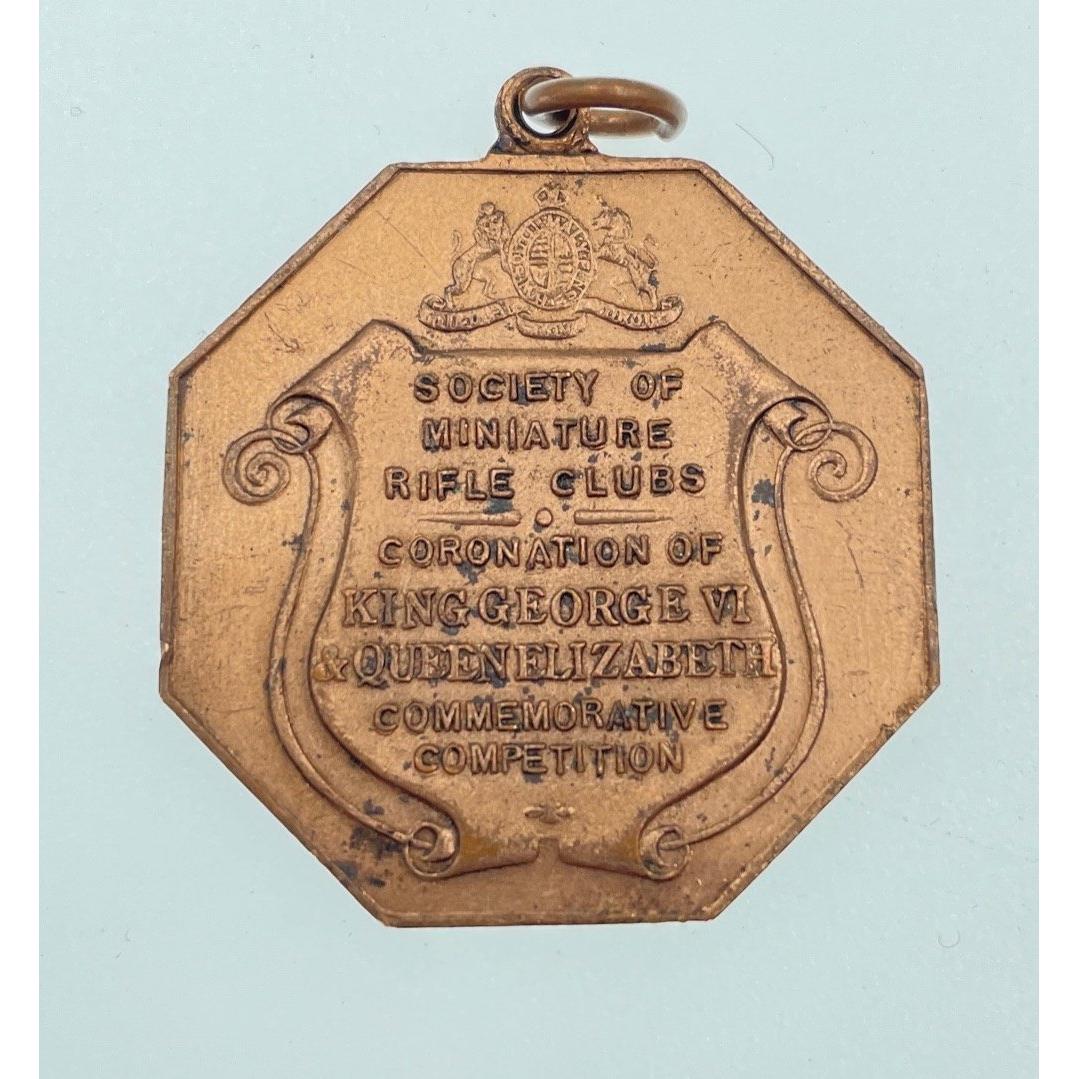 SOCIETY OF
MINIATURE
RIFLE CLUBS
CORONATION OF
KING GEORGE VI
& QUEEN ELIZABETH
COMMEMORATIVE
COMPETITION